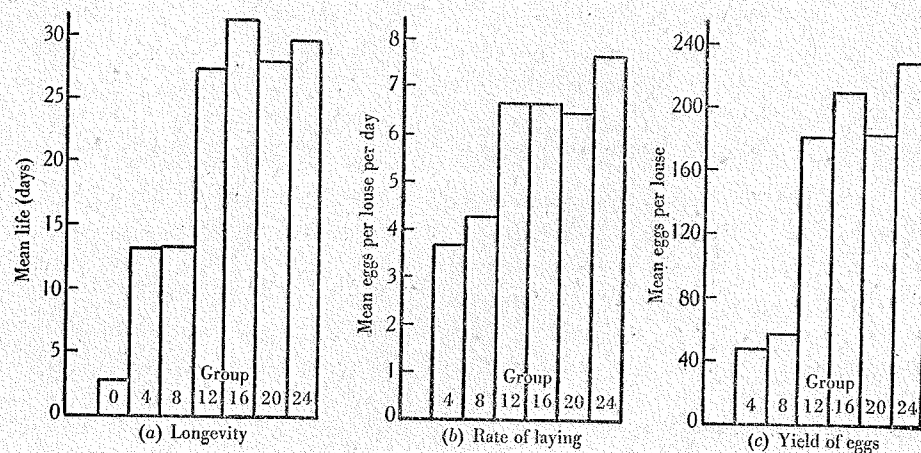 Mean life (days)
30
25
20
15
10
5
0
Group
0 4 8 12 16 20 24
(a) Longevity
Mean eggs per louse per day
8
7
6
5
4
3
2
1
0
Group
4 8 12 16 20 24
(b) Rate of laying
Mean eggs per louse
240
200
160
120
80
40
0
Group
4 8 12 16 20 24
(c) Yield of eggs